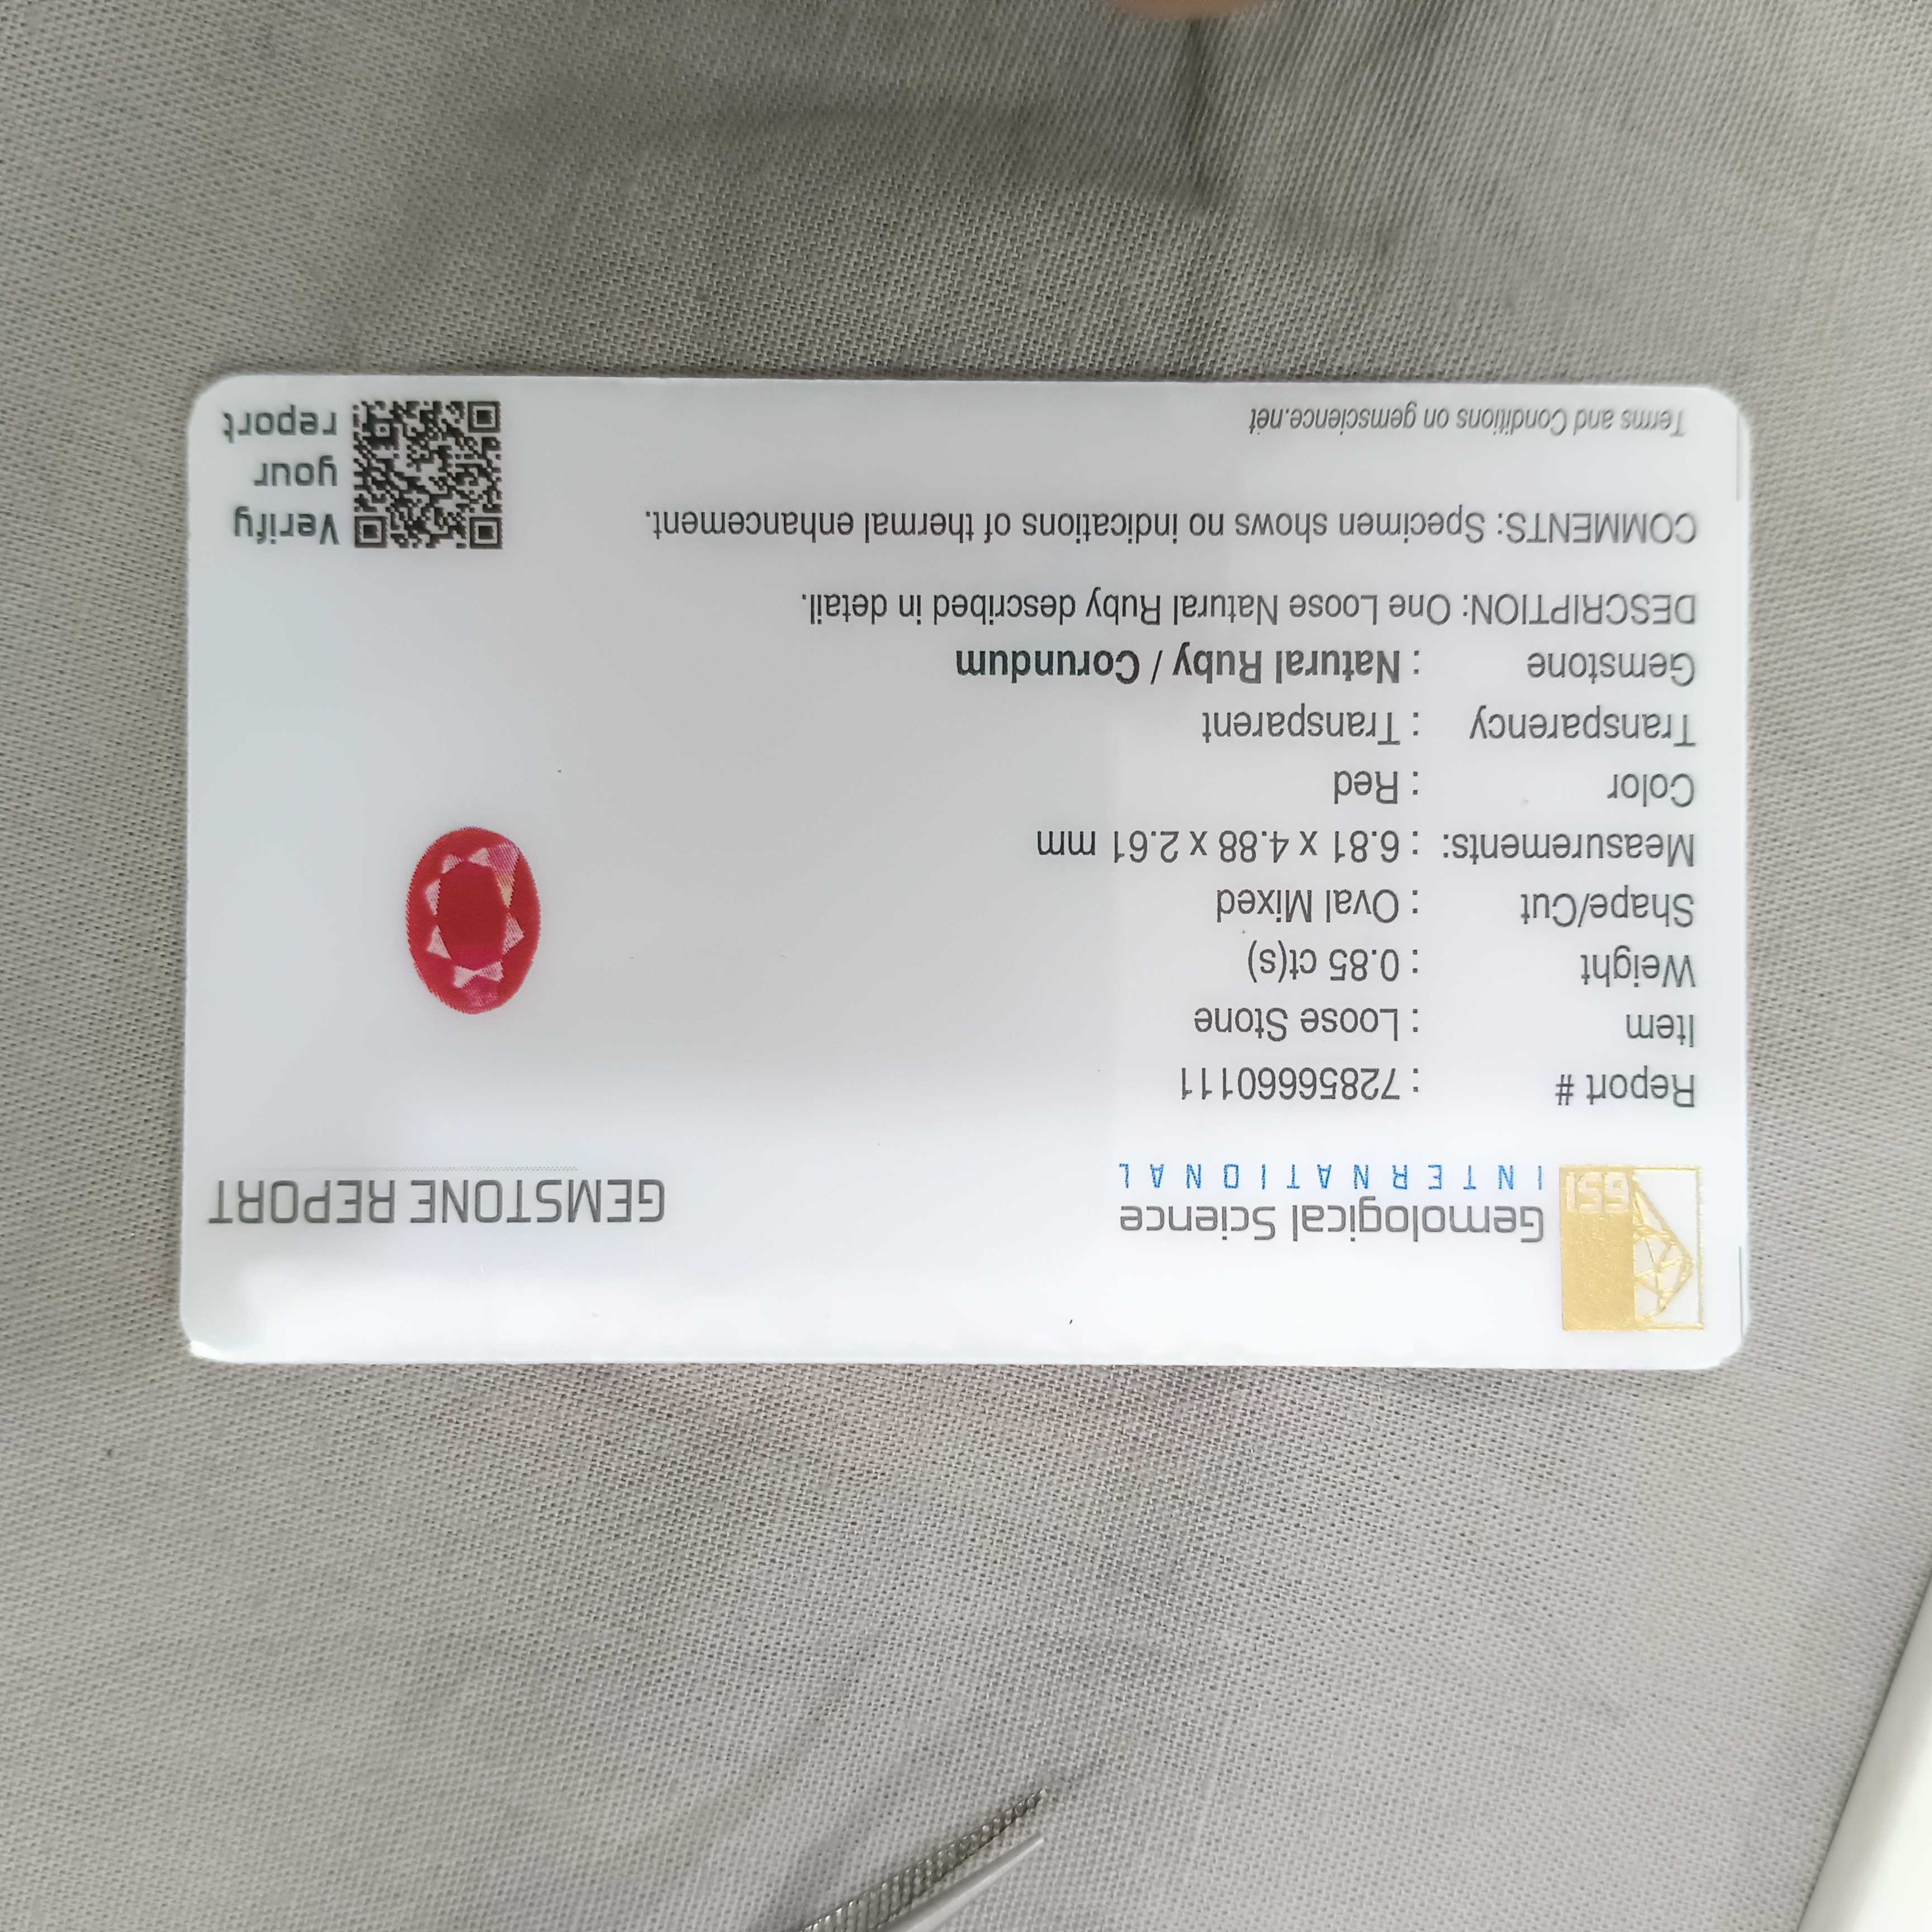 GSI
Gemological Science
INTERNATIONAL
GEMSTONE REPORT
Report # : 72856660111
Item : Loose Stone
Weight : 0.85 ct(s)
Shape/Cut : Oval Mixed
Measurements: : 6.81 x 4.88 x 2.61 mm
Color : Red
Transparency : Transparent
Gemstone : Natural Ruby / Corundum
DESCRIPTION: One Loose Natural Ruby described in detail.
COMMENTS: Specimen shows no indications of thermal enhancement.
Terms and Conditions on gemscience.net
Verify
your
report